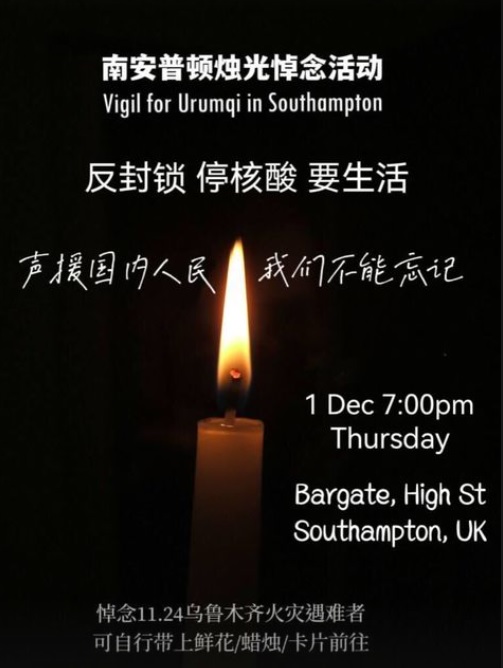 南安普顿烛光悼念活动
Vigil for Urumqi in Southampton
反封锁 停核酸 要生活
声援国内人民 我们不能忘记
1 Dec 7:00pm
Thursday
Bargate, High St
Southampton, UK
悼念11.24乌鲁木齐火灾遇难者
可自行带上鲜花/蜡烛/卡片前往